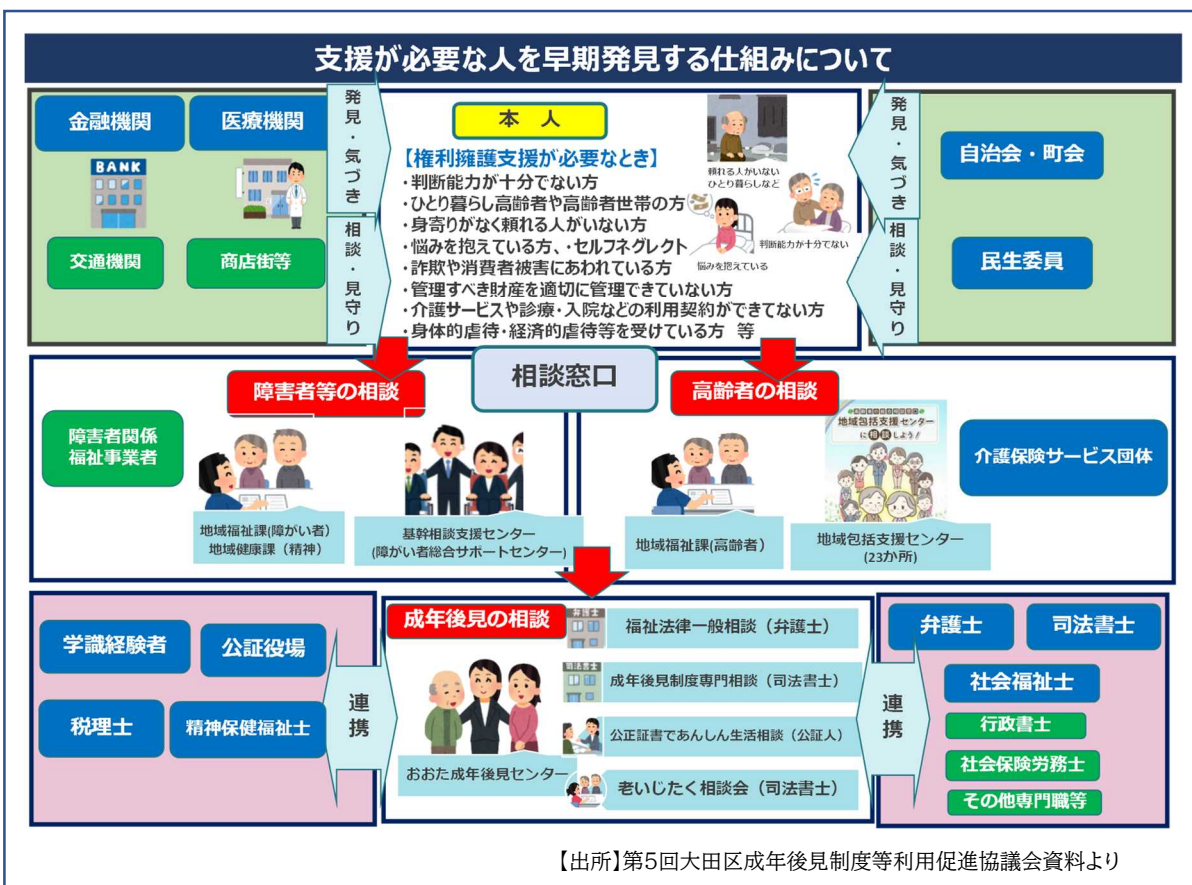 支援が必要な人を早期発見する仕組みについて
金融機関
医療機関
BANK
交通機関
商店街等
発見・気づき
相談・見守り
本 人
【権利擁護支援が必要なとき】
・判断能力が十分でない方
・ひとり暮らし高齢者や高齢者世帯の方
・身寄りがなく頼れる人がいない方
・悩みを抱えている方、・セルフネグレクト
・詐欺や消費者被害にあわれている方
・管理すべき財産を適切に管理できていない方
・介護サービスや診療・入院などの利用契約ができてない方
・身体的虐待・経済的虐待等を受けている方 等
頼れる人がいない
ひとり暮らしなど
判断能力が十分でない
悩みを抱えている
発見・気づき
相談・見守り
自治会・町会
民生委員
相談窓口
障害者等の相談
障害者関係
福祉事業者
地域福祉課(障がい者)
地域健康課(精神)
基幹相談支援センター
(障がい者総合サポートセンター)
高齢者の相談
地域福祉課(高齢者)
地域包括支援センター
に相談しよう!
地域包括支援センター
(23か所)
介護保険サービス団体
学識経験者
公証役場
税理士
精神保健福祉士
連携
成年後見の相談
おおた成年後見センター
弁護士
福祉法律一般相談(弁護士)
司法書士
成年後見制度専門相談(司法書士)
公正証書であんしん生活相談(公証人)
老いじたく相談会(司法書士)
連携
弁護士
司法書士
社会福祉士
行政書士
社会保険労務士
その他専門職等
【出所】第5回大田区成年後見制度等利用促進協議会資料より